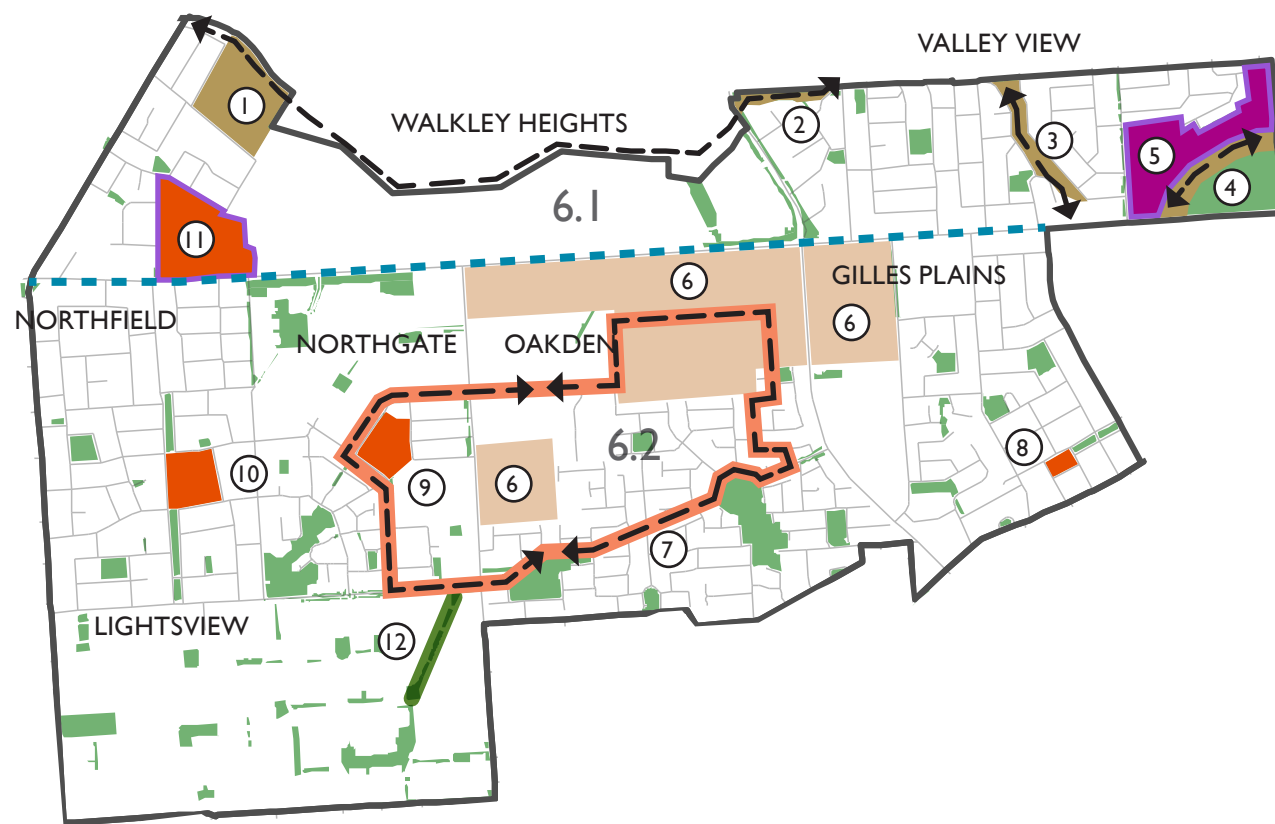 VALLEY VIEW
1
WALKLEY HEIGHTS
2
3
5
4
6.1
11
6
GILLES PLAINS
6
NORTHFIELD
NORTHGATE
OAKDEN
6.2
8
10
9
6
7
LIGHTSVIEW
12